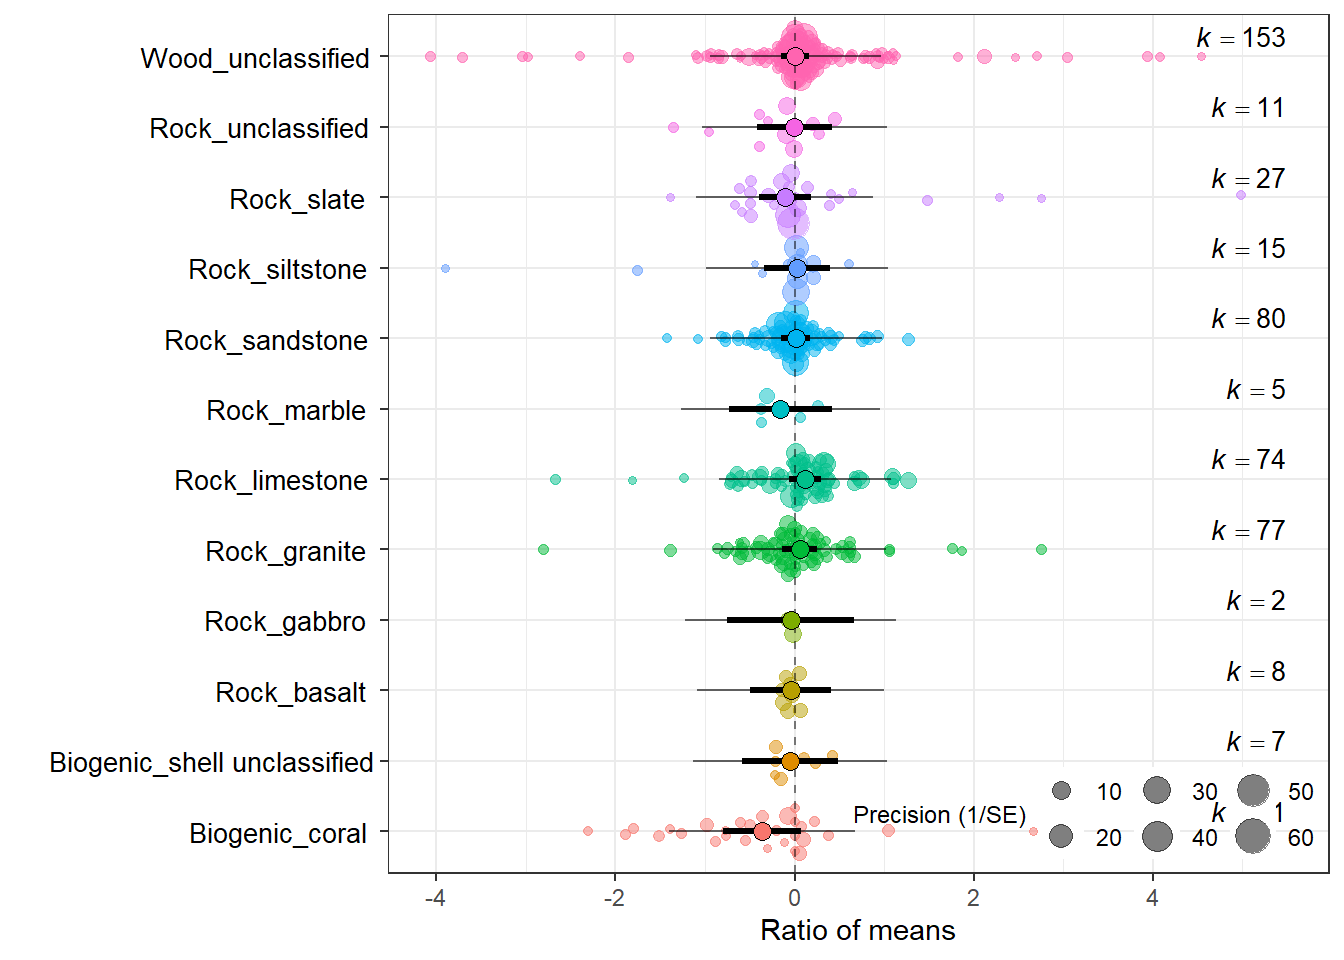 Wood_unclassified
k = 153
Rock_unclassified
k = 11
Rock_slate
k = 27
Rock_siltstone
k = 15
Rock_sandstone
k = 80
Rock_marble
k = 5
Rock_limestone
k = 74
Rock_granite
k = 77
Rock_gabbro
k = 2
Rock_basalt
k = 8
Biogenic_shell unclassified
k = 7
Biogenic_coral
Precision (1/SE)
10 30 50
20 40 60
k
-4 -2 0 2 4
Ratio of means